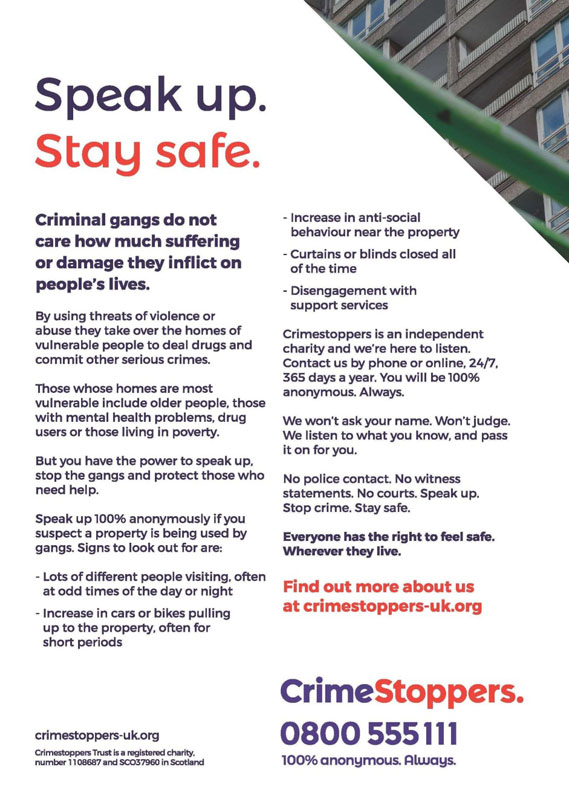 Speak up.
Stay safe.
Criminal gangs do not
care how much suffering
or damage they inflict on
people's lives.
By using threats of violence or
abuse they take over the homes of
vulnerable people to deal drugs and
commit other serious crimes.
Those whose homes are most
vulnerable include older people, those
with mental health problems, drug
users or those living in poverty.
But you have the power to speak up,
stop the gangs and protect those who
need help.
Speak up 100% anonymously if you
suspect a property is being used by
gangs. Signs to look out for are:
- Lots of different people visiting, often
at odd times of the day or night
- Increase in cars or bikes pulling
up to the property, often for
short periods
- Increase in anti-social
behaviour near the property
- Curtains or blinds closed all
of the time
- Disengagement with
support services
Crimestoppers is an independent
charity and we're here to listen.
Contact us by phone or online, 24/7,
365 days a year. You will be 100%
anonymous. Always.
We won't ask your name. Won't judge.
We listen to what you know, and pass
it on for you.
No police contact. No witness
statements. No courts. Speak up.
Stop crime. Stay safe.
Everyone has the right to feel safe.
Wherever they live.
Find out more about us
at crimestoppers-uk.org
crimestoppers-uk.org
Crimestoppers Trust is a registered charity,
number 1108687 and SCO37960 in Scotland
CrimeStoppers.
0800 555 111
100% anonymous. Always.